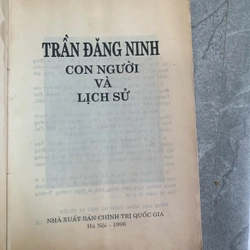 TRẦN ĐĂNG NINH
CON NGƯỜI
VÀ
LỊCH SỬ
NHÀ XUẤT BẢN CHÍNH TRỊ QUỐC GIA
Hà Nội - 1996